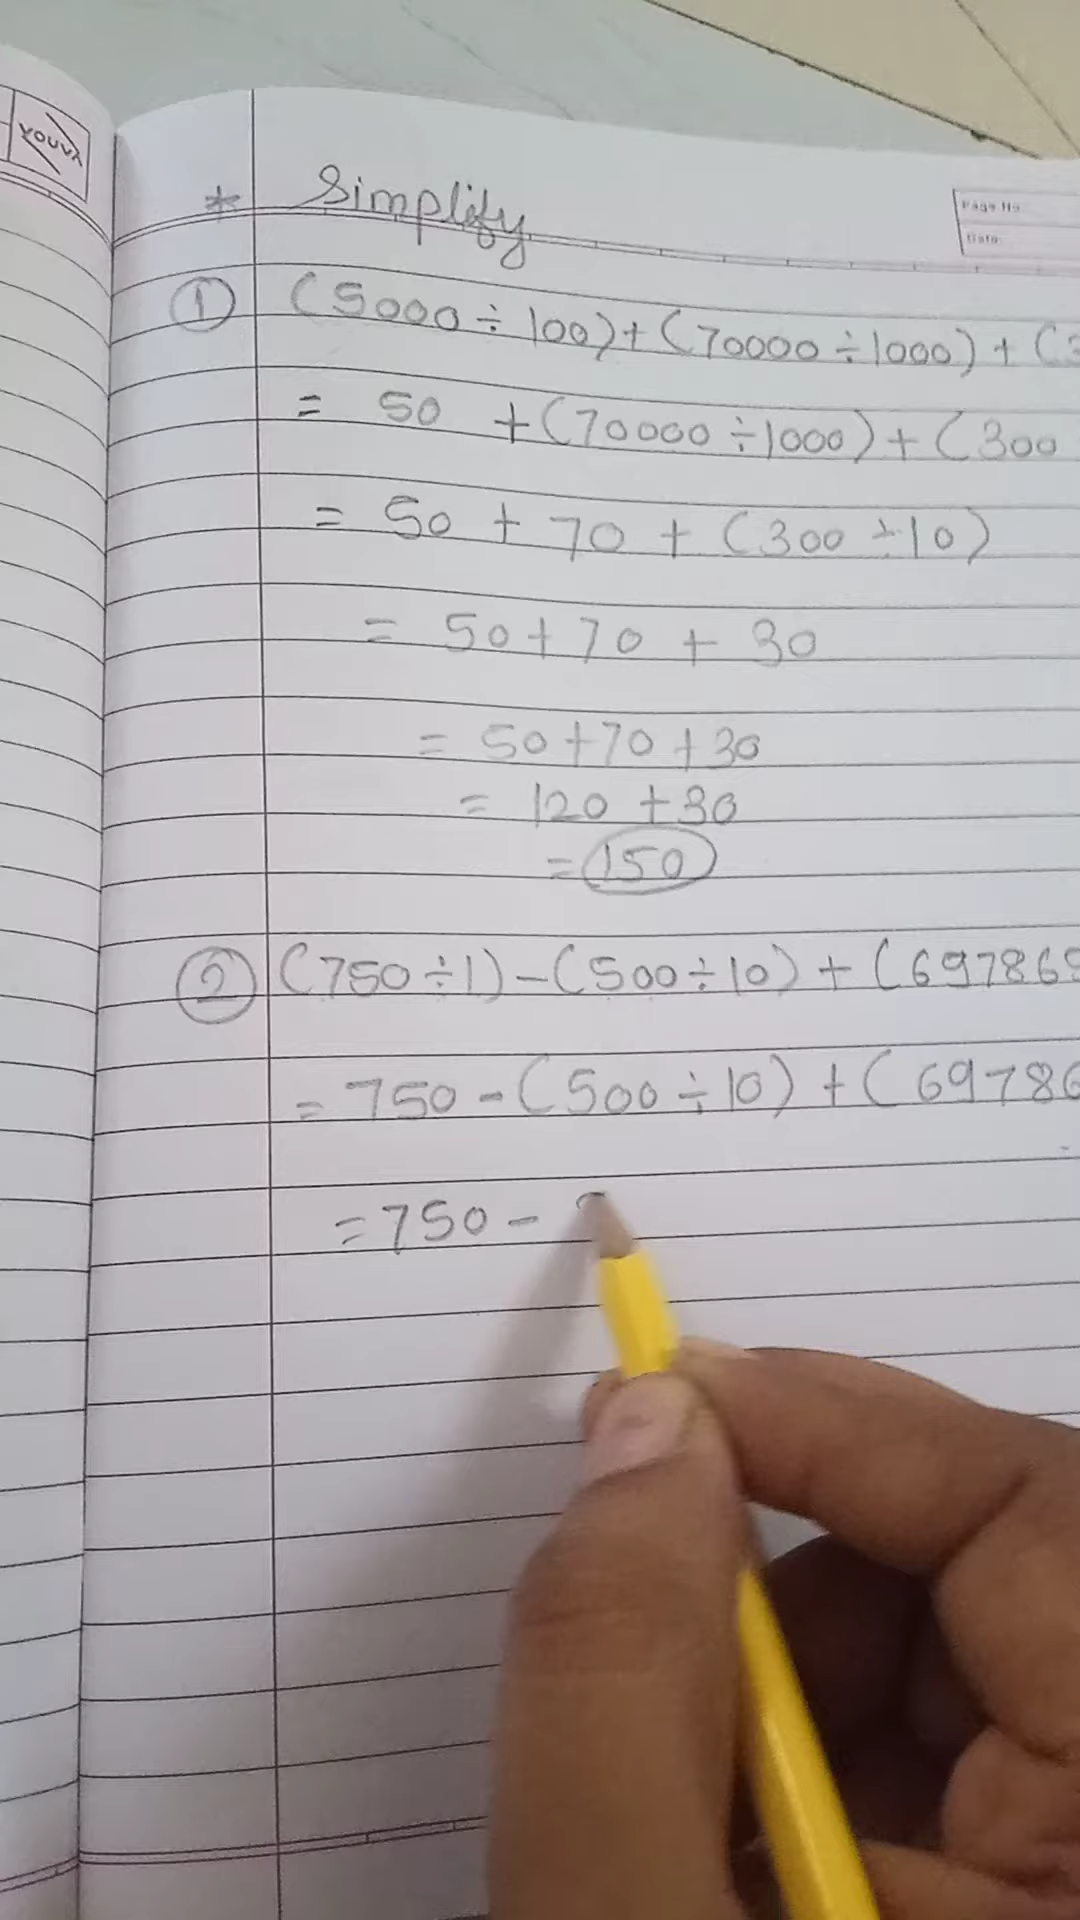 YOUVA
* Simplify
Page No.
Date
① (5000÷100)+(70000÷1000)+(3
= 50 +(70000÷1000)+(300
= 50 + 70 + (300÷10)
= 50+70 + 30
= 50+70+30
= 120+30
= 150
② (750÷1)-(500÷10)+(69786
= 750-(500÷10)+(69786
= 750 -